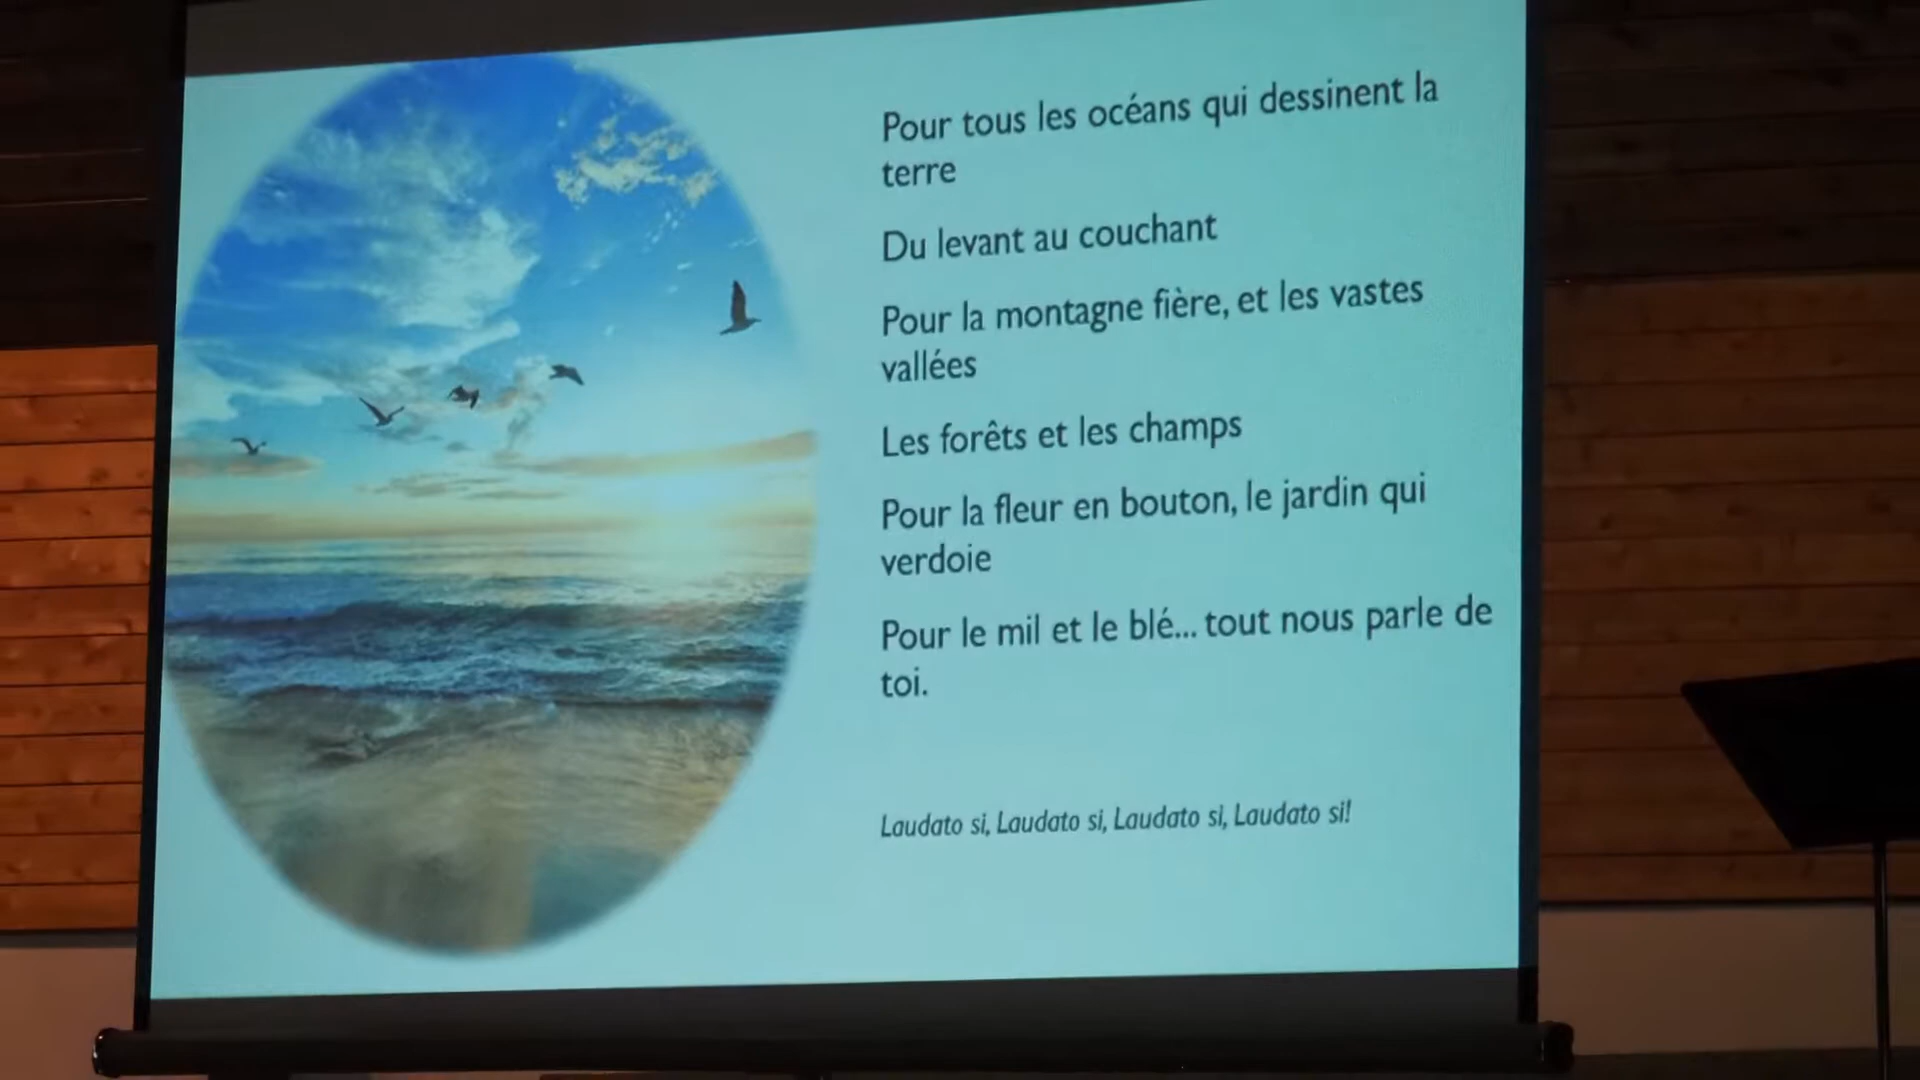 Pour tous les océans qui dessinent la
terre
Du levant au couchant
Pour la montagne fière, et les vastes
vallées
Les forêts et les champs
Pour la fleur en bouton, le jardin qui
verdoie
Pour le mil et le blé... tout nous parle de
toi.
Laudato si, Laudato si, Laudato si, Laudato si!